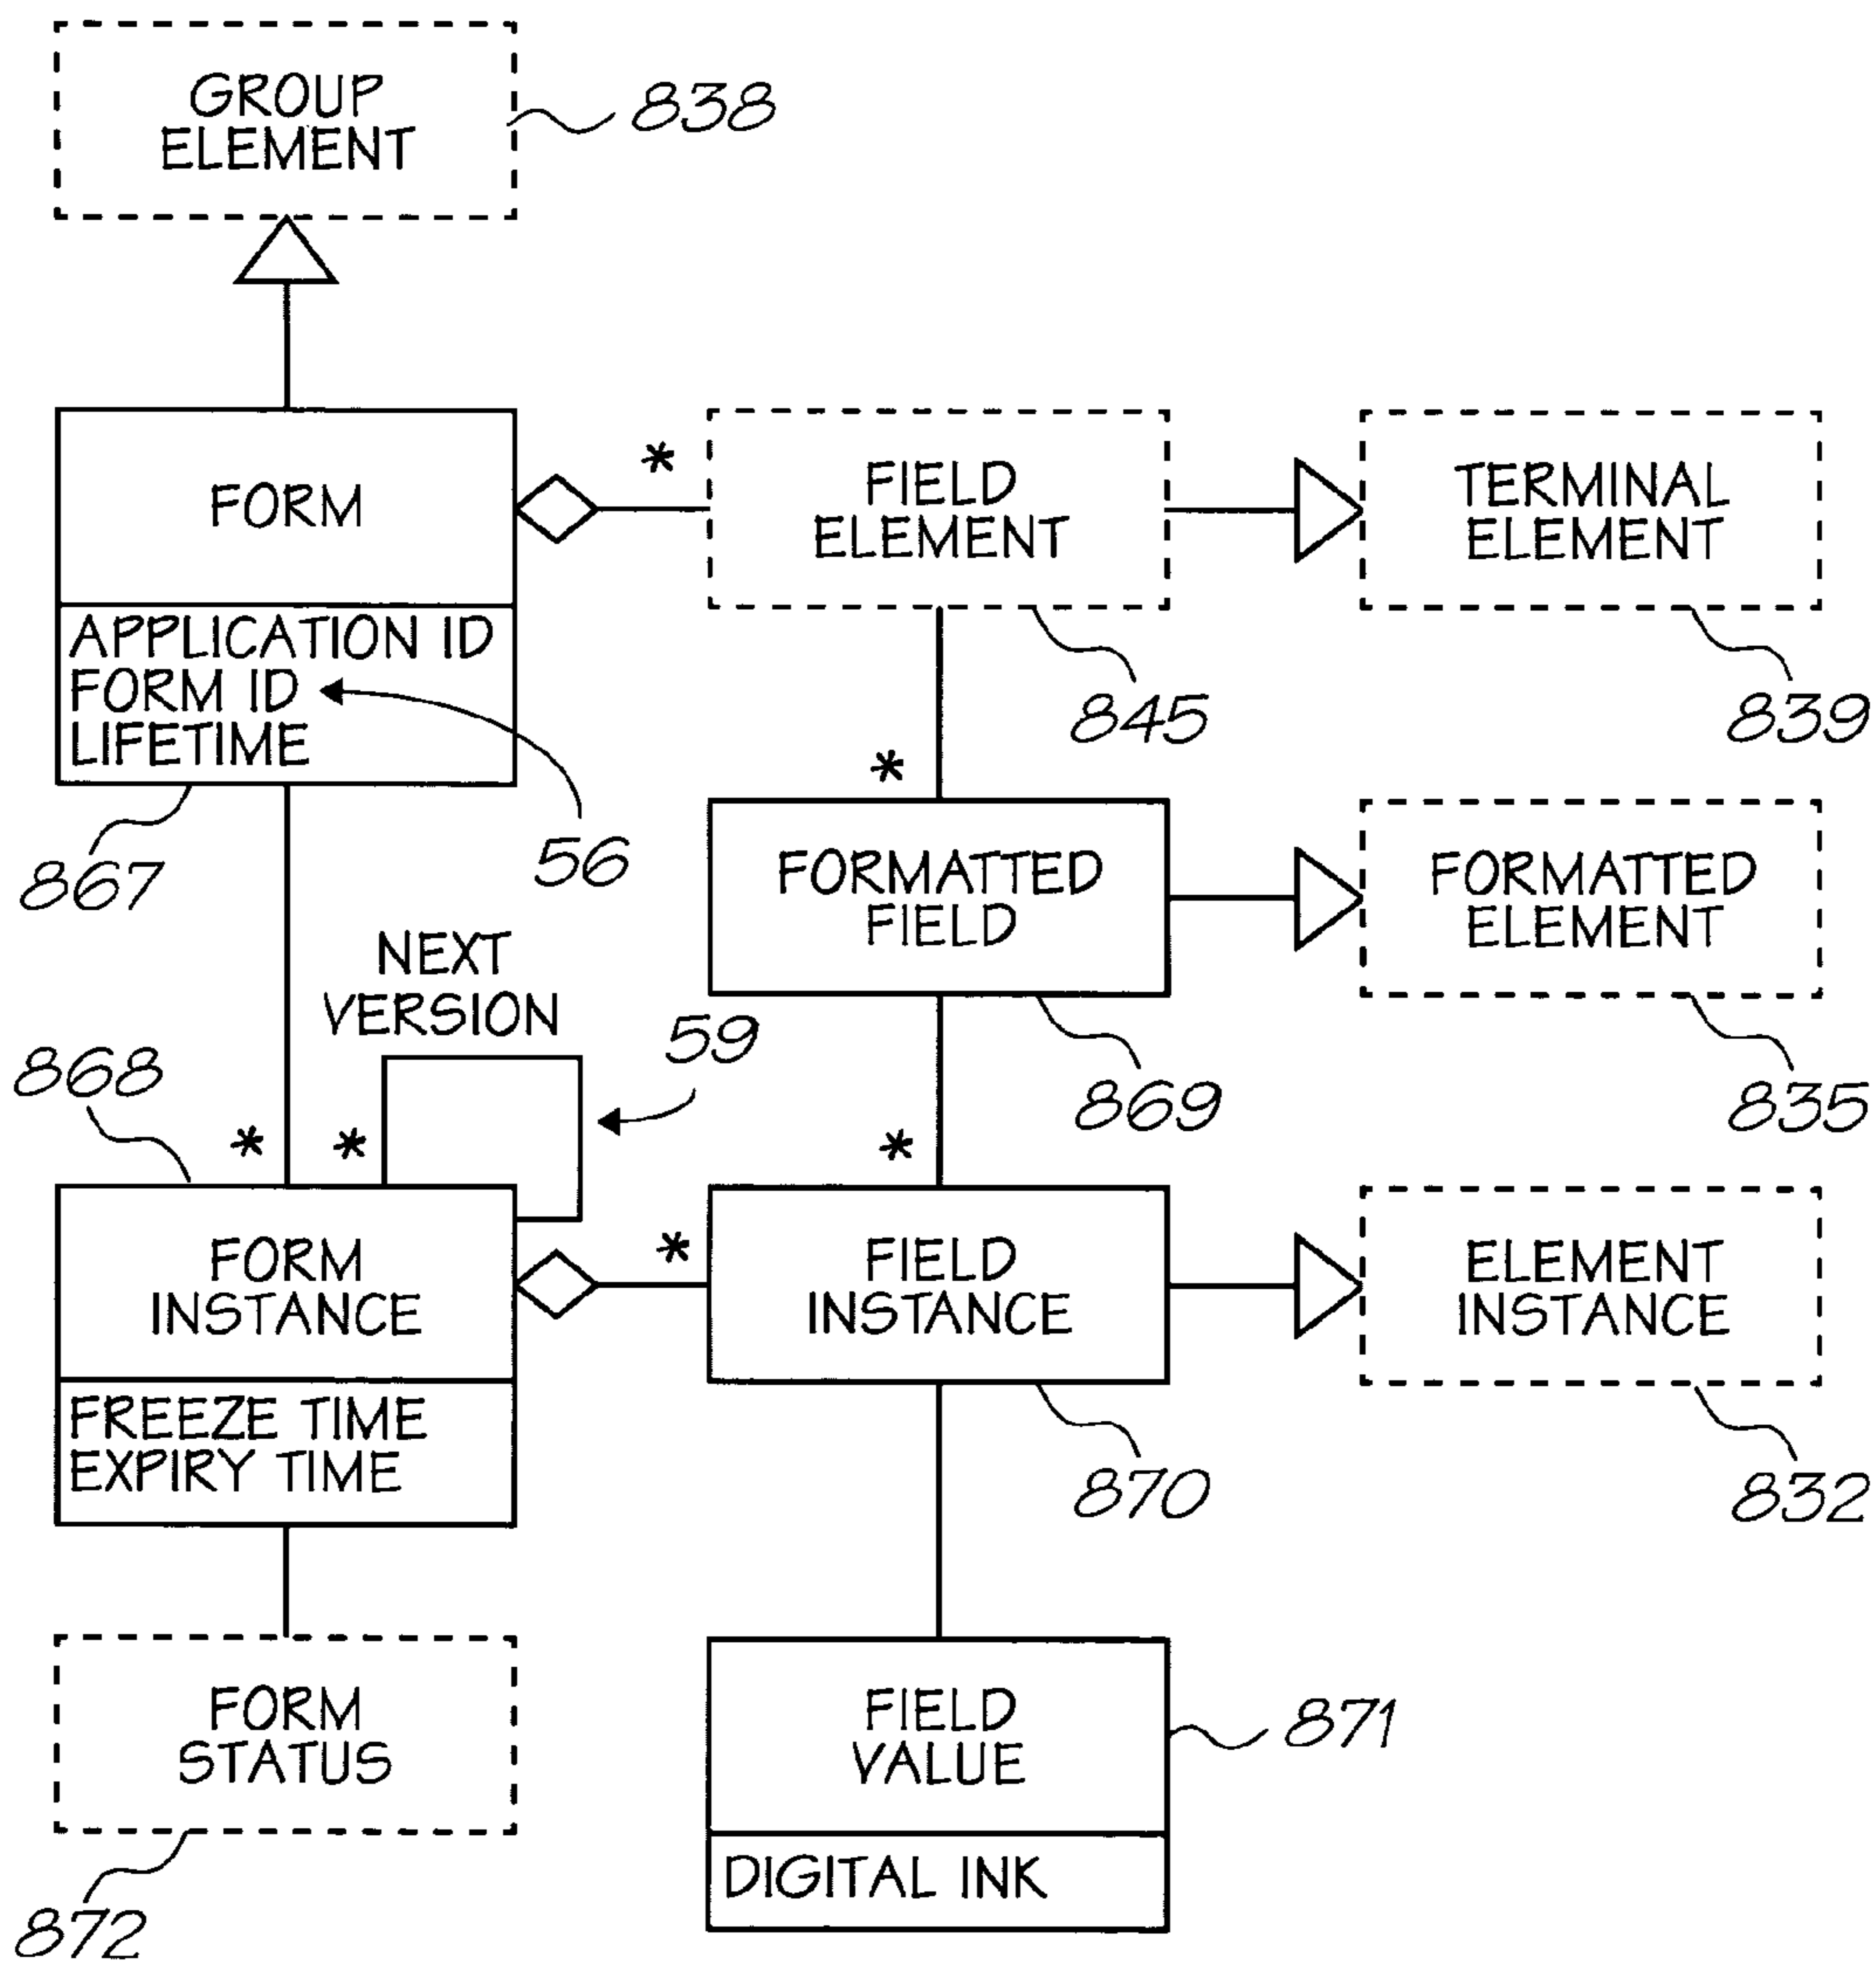 GROUP
ELEMENT
838
FORM
*
FIELD
ELEMENT
TERMINAL
ELEMENT
APPLICATION ID
FORM ID
LIFETIME
845
839
867
56
*
FORMATTED
FIELD
FORMATTED
ELEMENT
NEXT
VERSION
59
868
869
835
*
*
*
FORM
INSTANCE
*
FIELD
INSTANCE
ELEMENT
INSTANCE
FREEZE TIME
EXPIRY TIME
870
832
FORM
STATUS
FIELD
VALUE
871
DIGITAL INK
872